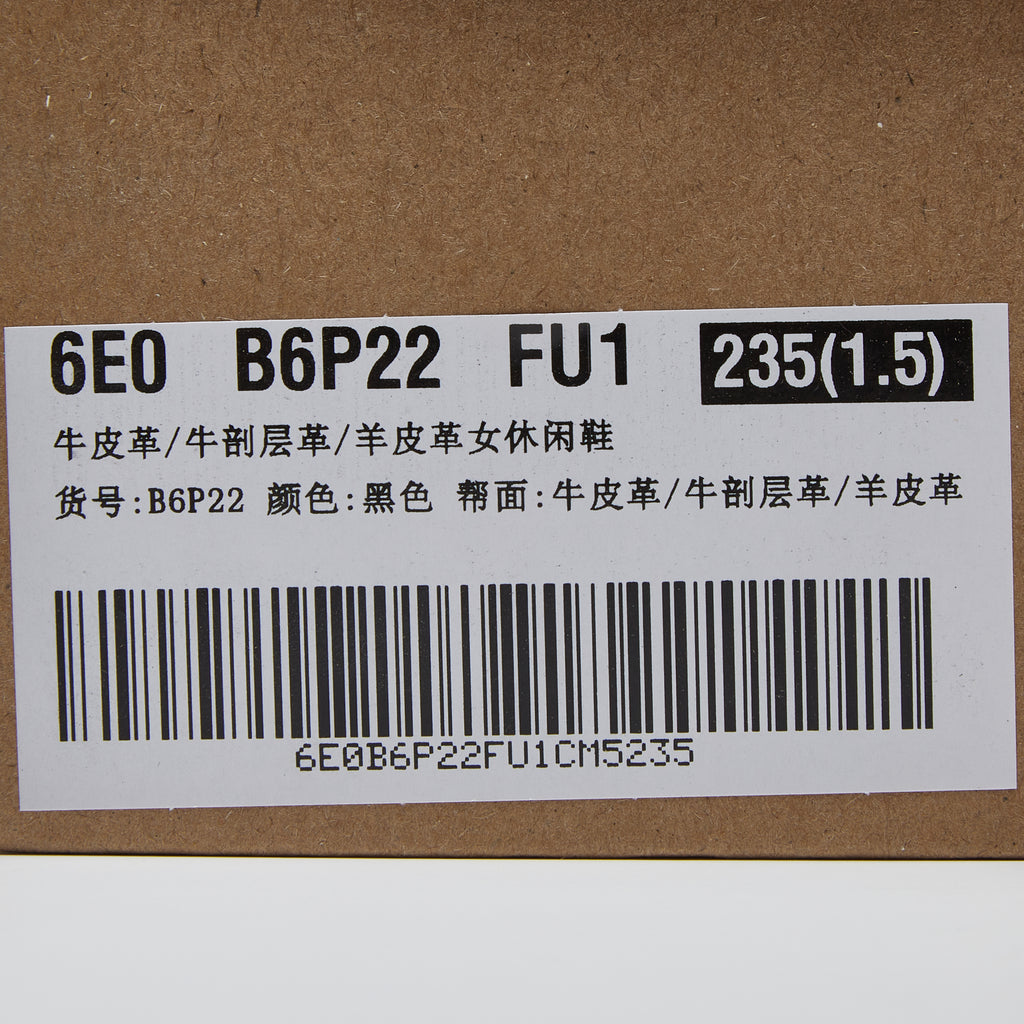 6E0 B6P22 FU1 235(1.5)
牛皮革/牛剖层革/羊皮革女休闲鞋
货号:B6P22 颜色:黑色 帮面:牛皮革/牛剖层革/羊皮革
6E0B6P22FU1CM5235